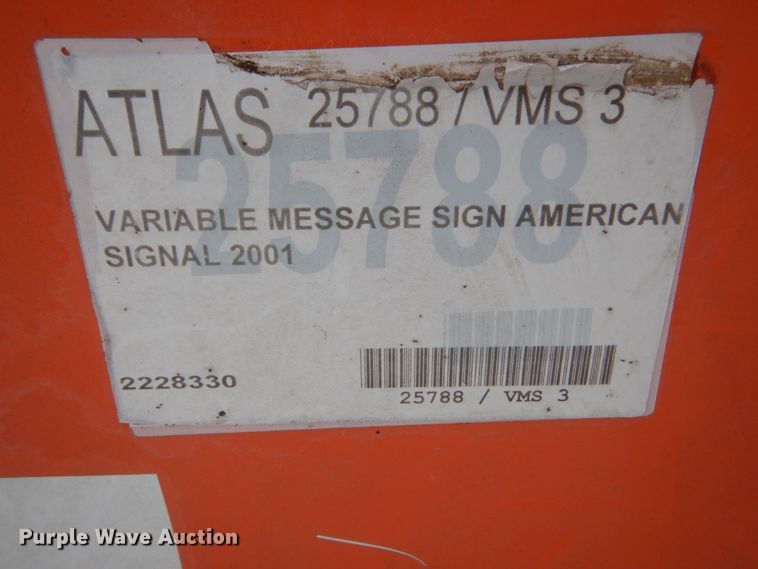 ATLAS 25788 / VMS 3
25788
VARIABLE MESSAGE SIGN AMERICAN
SIGNAL 2001
2228330
25788 / VMS 3
Purple Wave Auction